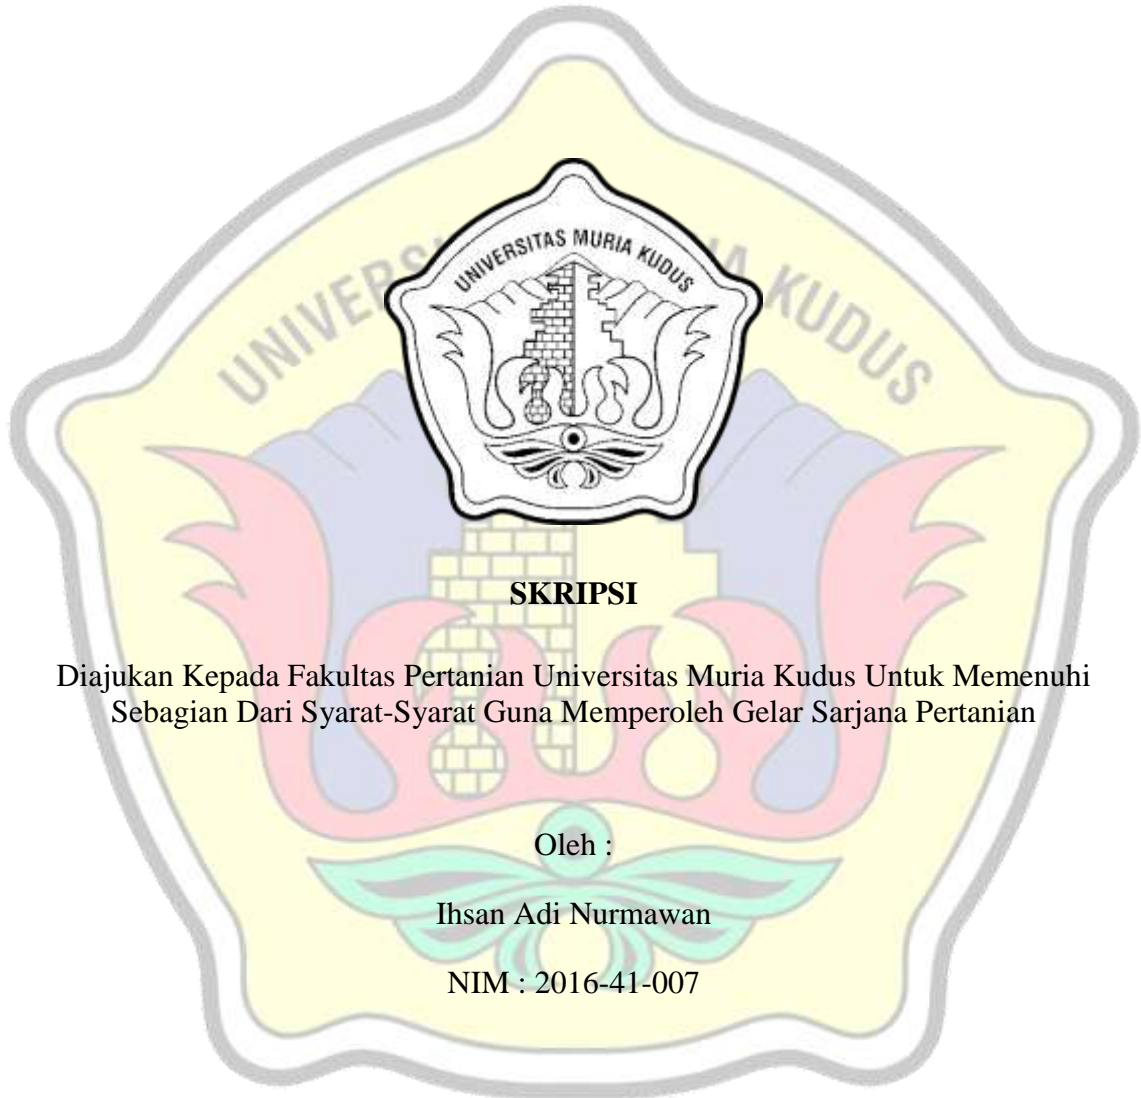 UNIVERSITAS MURIA KUDUS
SKRIPSI
Diajukan Kepada Fakultas Pertanian Universitas Muria Kudus Untuk Memenuhi
Sebagian Dari Syarat-Syarat Guna Memperoleh Gelar Sarjana Pertanian
Oleh :
Ihsan Adi Nurmawan
NIM : 2016-41-007